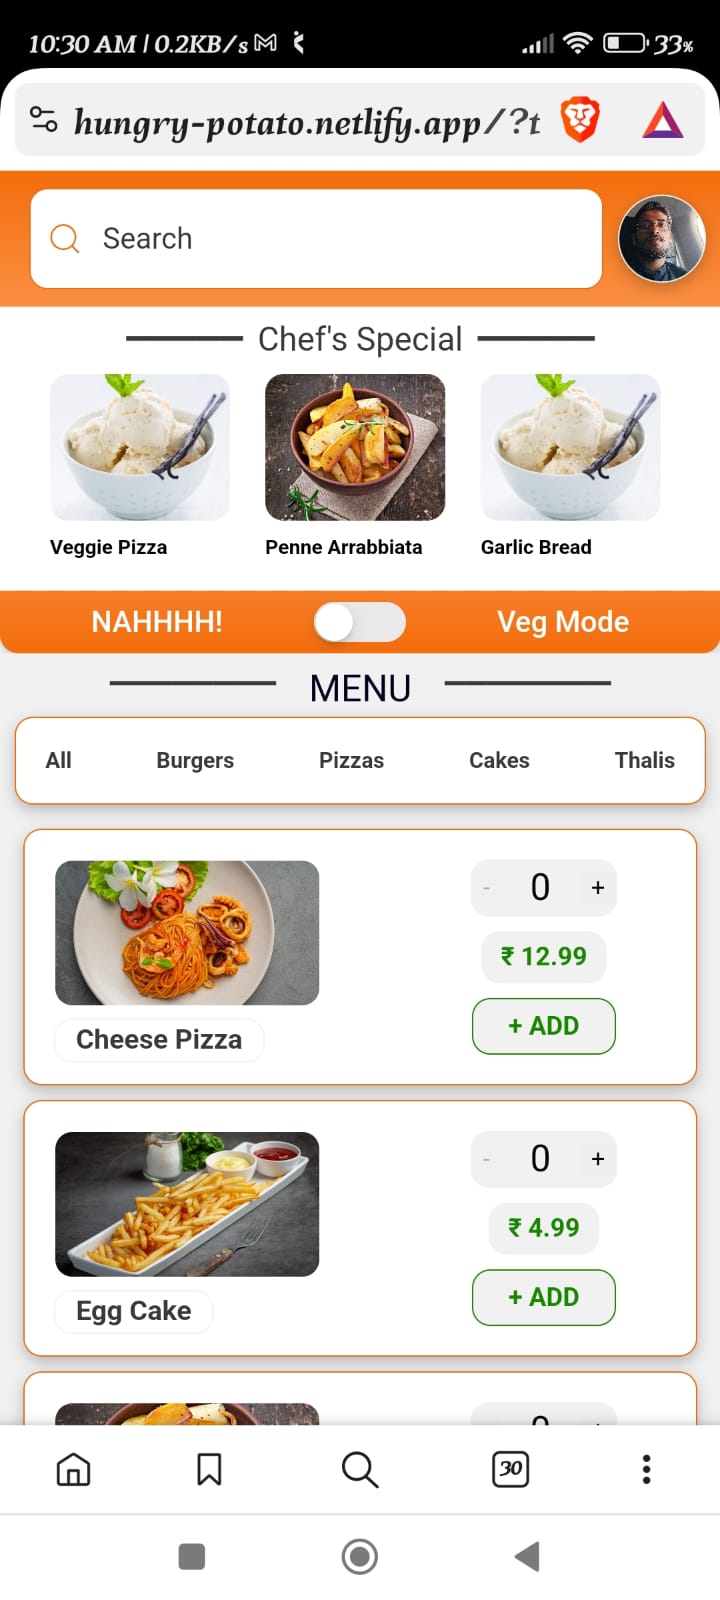 10:30 AM | 0.2KB/s
33%
hungry-potato.netlify.app/?t
Search
Chef's Special
Veggie Pizza Penne Arrabbiata Garlic Bread
NAHHHH! Veg Mode
MENU
All Burgers Pizzas Cakes Thalis
- 0 +
₹ 12.99
+ ADD
Cheese Pizza
- 0 +
₹ 4.99
+ ADD
Egg Cake
30